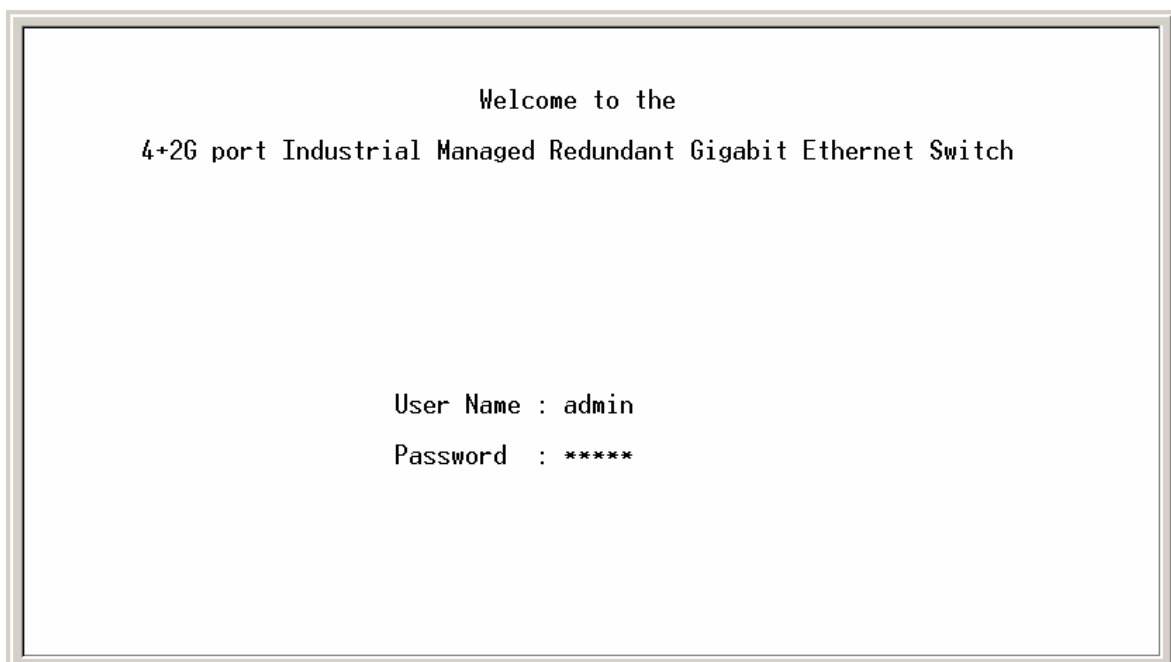 Welcome to the
4+2G port Industrial Managed Redundant Gigabit Ethernet Switch
User Name : admin
Password : *****